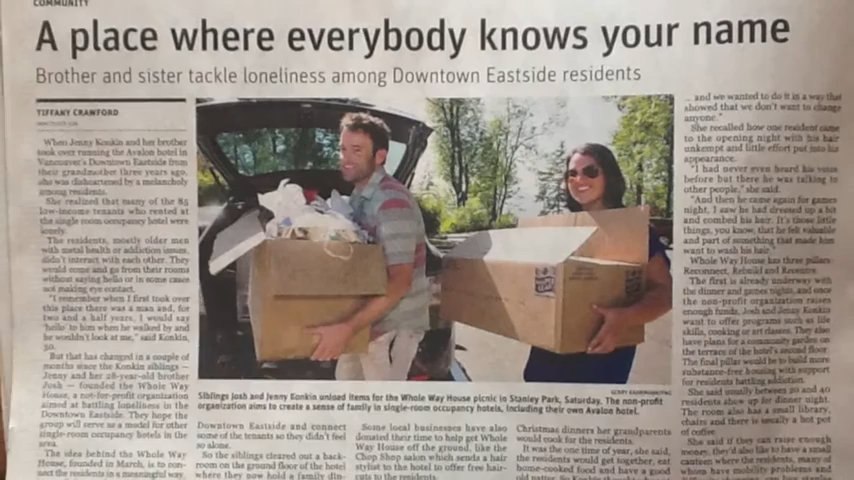 COMMUNITY
A place where everybody knows your name
Brother and sister tackle loneliness among Downtown Eastside residents
TIFFANY CRAWFORD
When Jenny Konkin and her brother
took over running the Avalon hotel in
Vancouver's Downtown Eastside from
their grandmother three years ago,
she was disheartened by a melancholy
among residents.
She realized that many of the 85
low-income tenants who rented at
the single room occupancy hotel were
lonely.
The residents, mostly older men
with metal health or addiction issues,
didn't interact with each other. They
would come and go from their rooms
without saying hello or in some cases
not making eye contact.
"I remember when I first took over
this place there was a man and, for
two and a half years, I would say
'hello' to him when he walked by and
he wouldn't look at me," said Konkin,
30.
But that has changed in a couple of
months since the Konkin siblings —
Jenny and her 28-year-old brother
Josh — founded the Whole Way
House, a not-for-profit organization
aimed at battling loneliness in the
Downtown Eastside. They hope the
group will serve as a model for other
single-room occupancy hotels in the
area.
The idea behind the Whole Way
House, founded in March, is to con-
nect the residents in a meaningful way
Siblings Josh and Jenny Konkin unload items for the Whole Way House picnic in Stanley Park, Saturday. The non-profit
organization aims to create a sense of family in single-room occupancy hotels, including their own Avalon hotel.
Downtown Eastside and connect
some of the tenants so they didn't feel
so alone.
So the siblings cleared out a back-
room on the ground floor of the hotel
where they now hold a family din-
Some local businesses have also
donated their time to help get Whole
Way House off the ground, like the
Chop Shop salon which sends a hair
stylist to the hotel to offer free hair-
cuts to the residents.
Christmas dinners her grandparents
would cook for the residents.
It was the one time of year, she said,
the residents would get together, eat
home-cooked food and have a good
... and we wanted to do it in a way that
showed that we don't want to change
anyone."
She recalled how one resident came
to the opening night with his hair
unkempt and little effort put into his
appearance.
"I had never even heard his voice
before but there he was talking to
other people," she said.
"And then he came again for games
night, I saw he had dressed up a bit
and combed his hair. It's those little
things, you know, that he felt valuable
and part of something that made him
want to wash his hair."
Whole Way House has three pillars:
Reconnect, Rebuild and
The first is already underway with
the dinner and games nights, and once
the non-profit organization raises
enough funds, Josh and Jenny Konkin
want to offer programs such as life
skills, cooking or art classes. They also
have plans for a community garden on
the terrace of the hotel's second floor.
The final pillar would be to build more
substance-free housing with support
for residents battling addiction.
She said usually between 20 and 40
residents show up for dinner night.
The room also has a small library,
chairs and there is usually a hot pot
of coffee.
She said if they can raise enough
money, they'd also like to have a small
canteen where the residents, many of
whom have mobility problems and